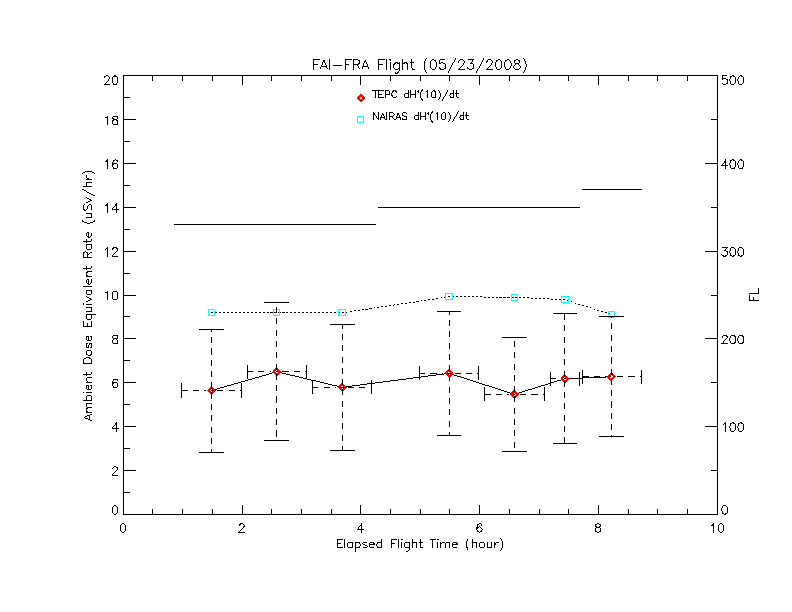 FAI-FRA Flight (05/23/2008)
TEPC dH*(10)/dt
NAIRAS dH*(10)/dt
Ambient Dose Equivalent Rate (uSv/hr)
20
18
16
14
12
10
8
6
4
2
0
500
400
300
200
100
0
FL
0 2 4 6 8 10
Elapsed Flight Time (hour)